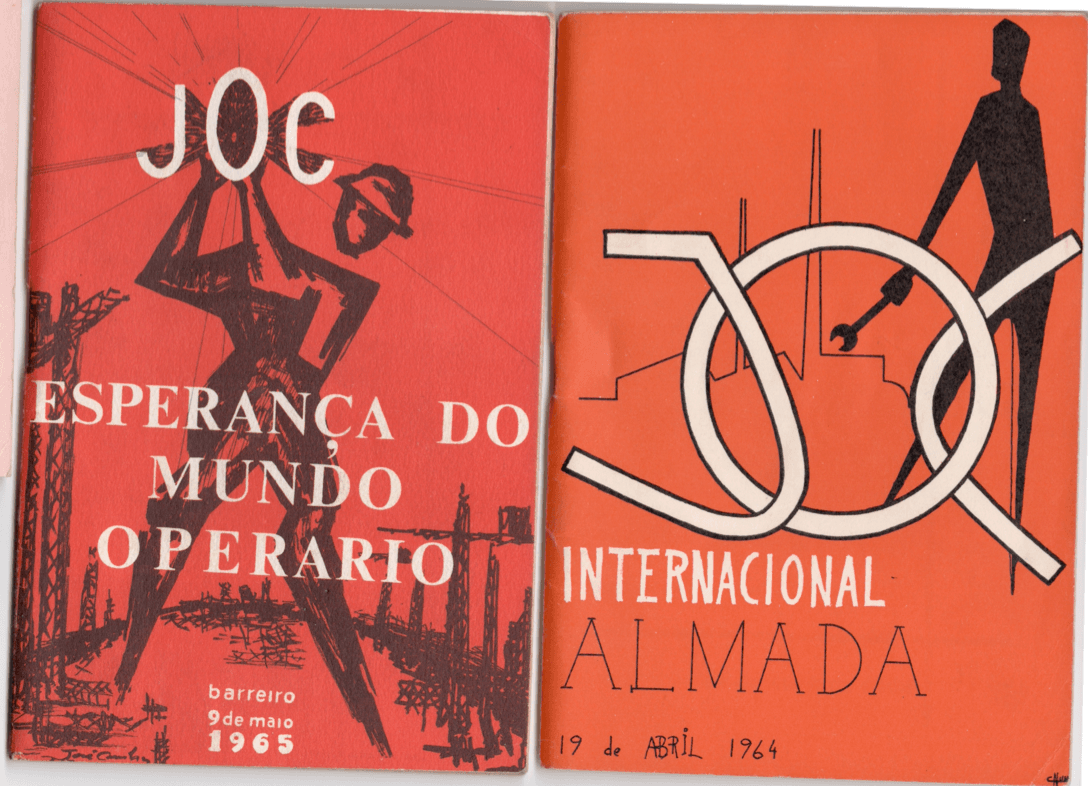 JOC
ESPERANÇA DO
MUNDO
OPERARIO
barreiro
9 de maio
1965
JOC
INTERNACIONAL
ALMADA
19 de ABRIL 1964